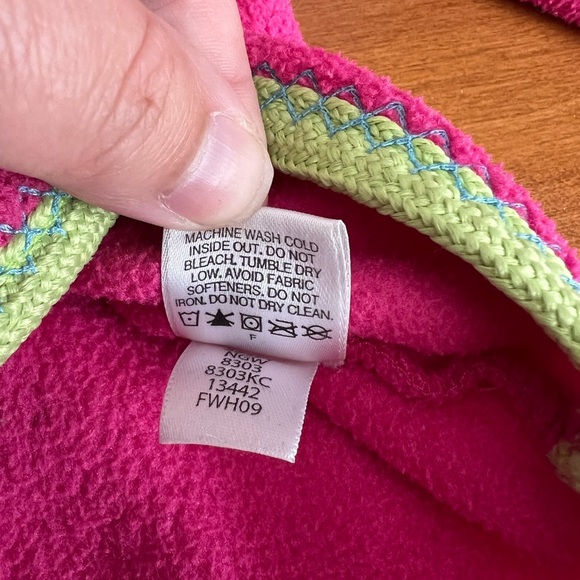 MACHINE WASH COLD
INSIDE OUT. DO NOT
BLEACH. TUMBLE DRY
LOW. AVOID FABRIC
SOFTENERS. DO NOT
IRON. DO NOT DRY CLEAN.
F
NGW
8303
8303KC
13442
FWH09